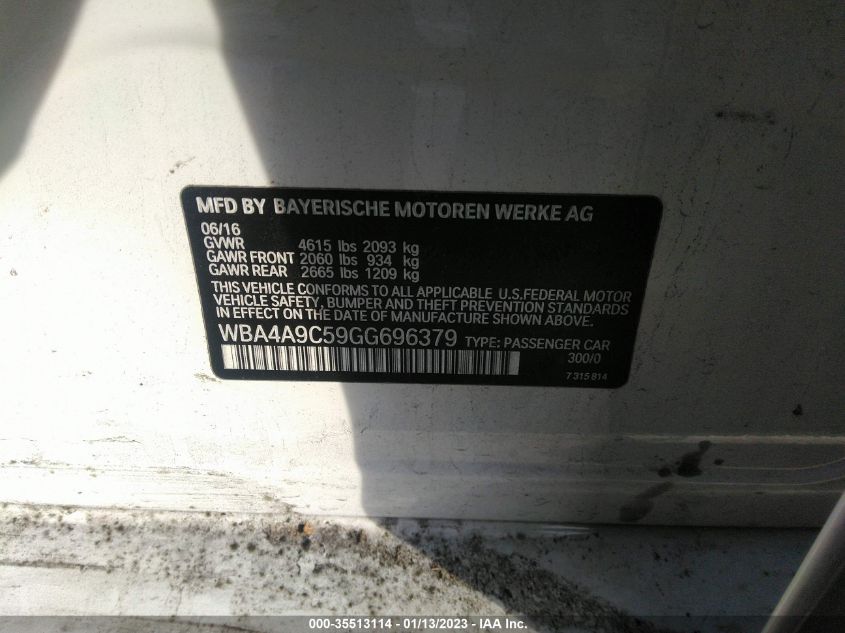 MFD BY BAYERISCHE MOTOREN WERKE AG
06/16
GVWR 4615 lbs 2093 kg
GAWR FRONT 2060 lbs 934 kg
GAWR REAR 2665 lbs 1209 kg
THIS VEHICLE CONFORMS TO ALL APPLICABLE U.S.FEDERAL MOTOR
VEHICLE SAFETY, BUMPER AND THEFT PREVENTION STANDARDS
IN EFFECT ON THE DATE OF MANUFACTURE SHOWN ABOVE.
WBA4A9C59GG696379 TYPE: PASSENGER CAR
300/0
7 315 814
000-35513114 - 01/13/2023 - IAA Inc.